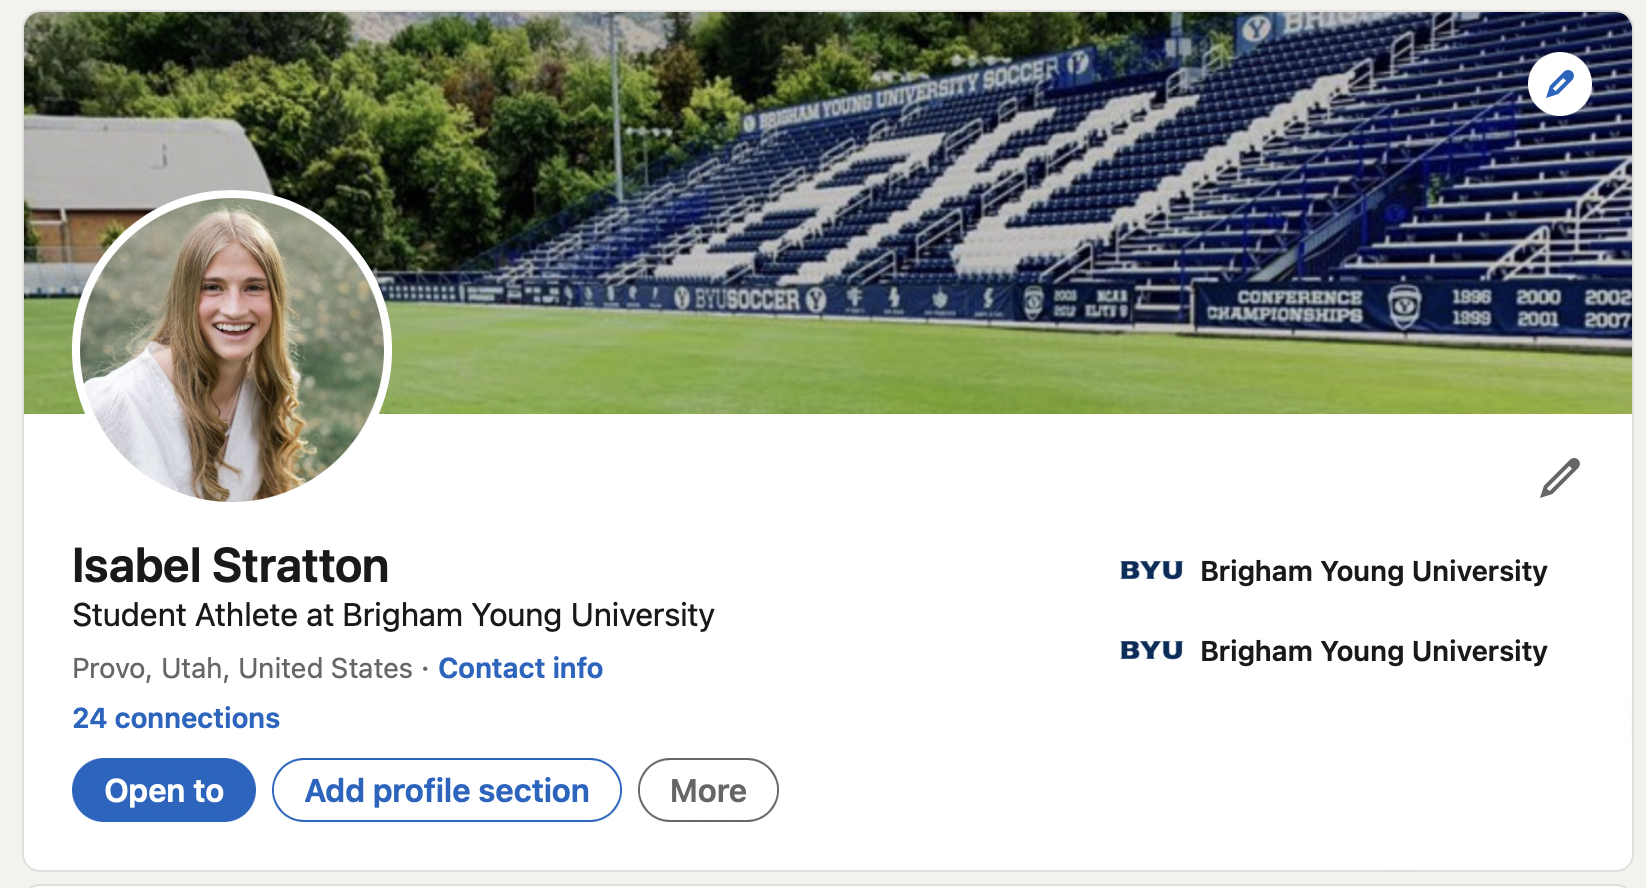 BRIGHAM
BRIGHAM YOUNG UNIVERSITY SOCCER
BYU
BYUSOCCER
CONFERENCE
CHAMPIONSHIPS
1996 2000 2002
1999 2001 2007
Isabel Stratton
Student Athlete at Brigham Young University
Provo, Utah, United States · Contact info
24 connections
Open to
Add profile section
More
BYU Brigham Young University
BYU Brigham Young University